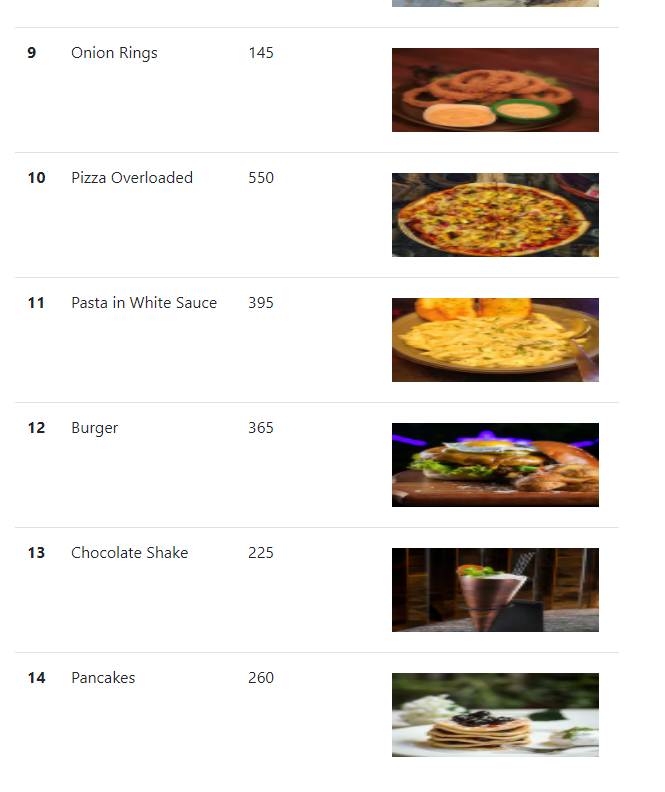 9 Onion Rings 145
10 Pizza Overloaded 550
11 Pasta in White Sauce 395
12 Burger 365
13 Chocolate Shake 225
14 Pancakes 260